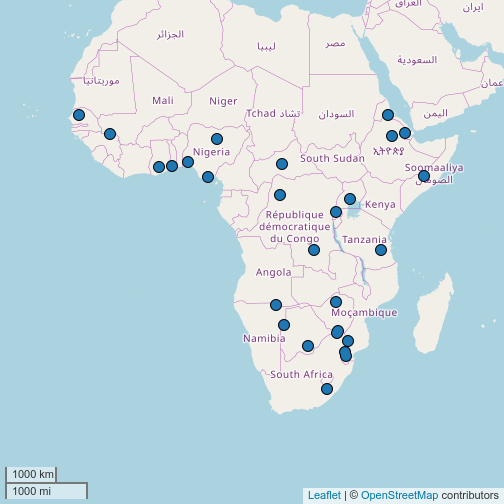 العراق
ایران
الجزائر
ليبيا
مصر
السعودية
عمان
موريتانيا
Mali
Niger
Tchad تشاد
السودان
اليمن
Nigeria
South Sudan
ኢትዮጵያ
Soomaaliya
الصومال
Kenya
République
démocratique
du Congo
Tanzania
Angola
Moçambique
Namibia
South Africa
1000 km
1000 mi
Leaflet | © OpenStreetMap contributors